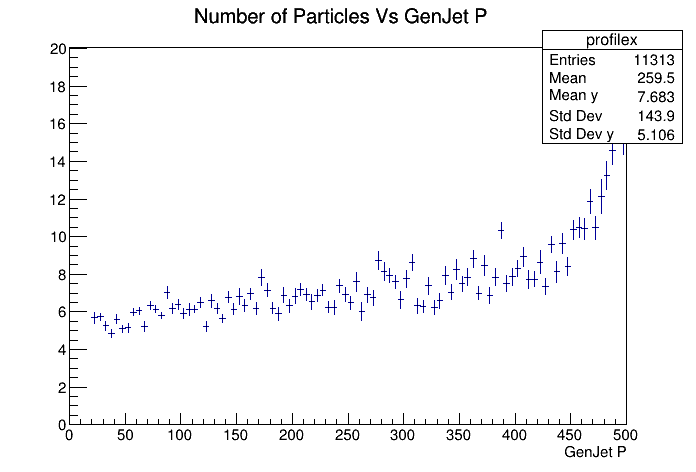 Number of Particles Vs GenJet P
profilex
Entries 11313
Mean 259.5
Mean y 7.683
Std Dev 143.9
Std Dev y 5.106
20
18
16
14
12
10
8
6
4
2
0
0 50 100 150 200 250 300 350 400 450 500
GenJet P